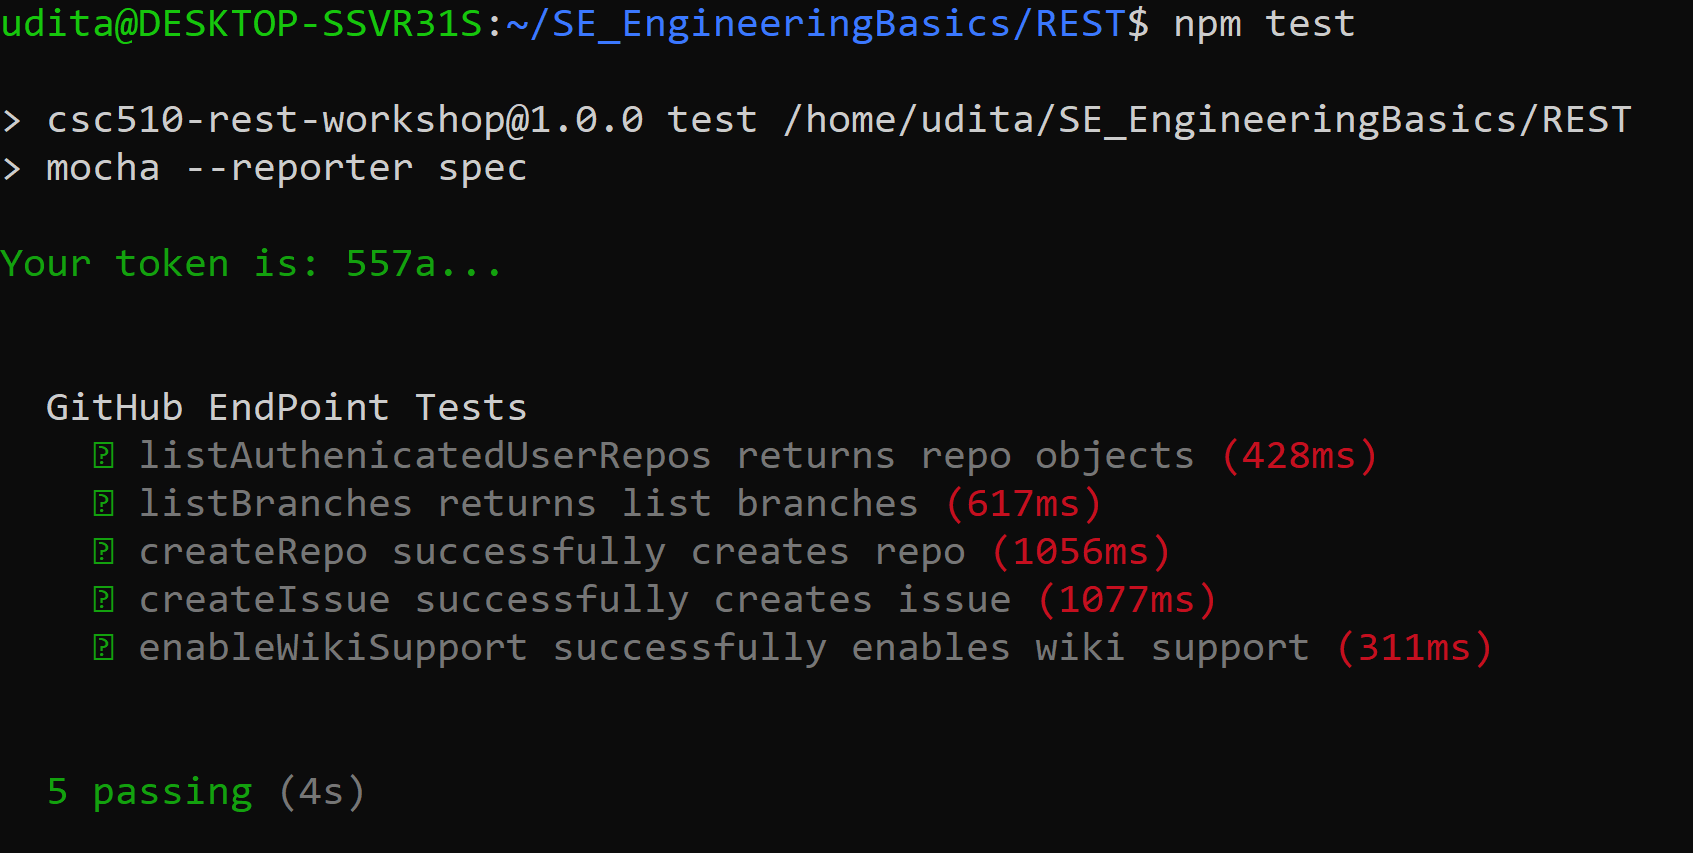 udita@DESKTOP-SSVR31S:~/SE_EngineeringBasics/REST$ npm test
> csc510-rest-workshop@1.0.0 test /home/udita/SE_EngineeringBasics/REST
> mocha --reporter spec
Your token is: 557a...
GitHub EndPoint Tests
⍰ listAuthenicatedUserRepos returns repo objects (428ms)
⍰ listBranches returns list branches (617ms)
⍰ createRepo successfully creates repo (1056ms)
⍰ createIssue successfully creates issue (1077ms)
⍰ enableWikiSupport successfully enables wiki support (311ms)
5 passing (4s)